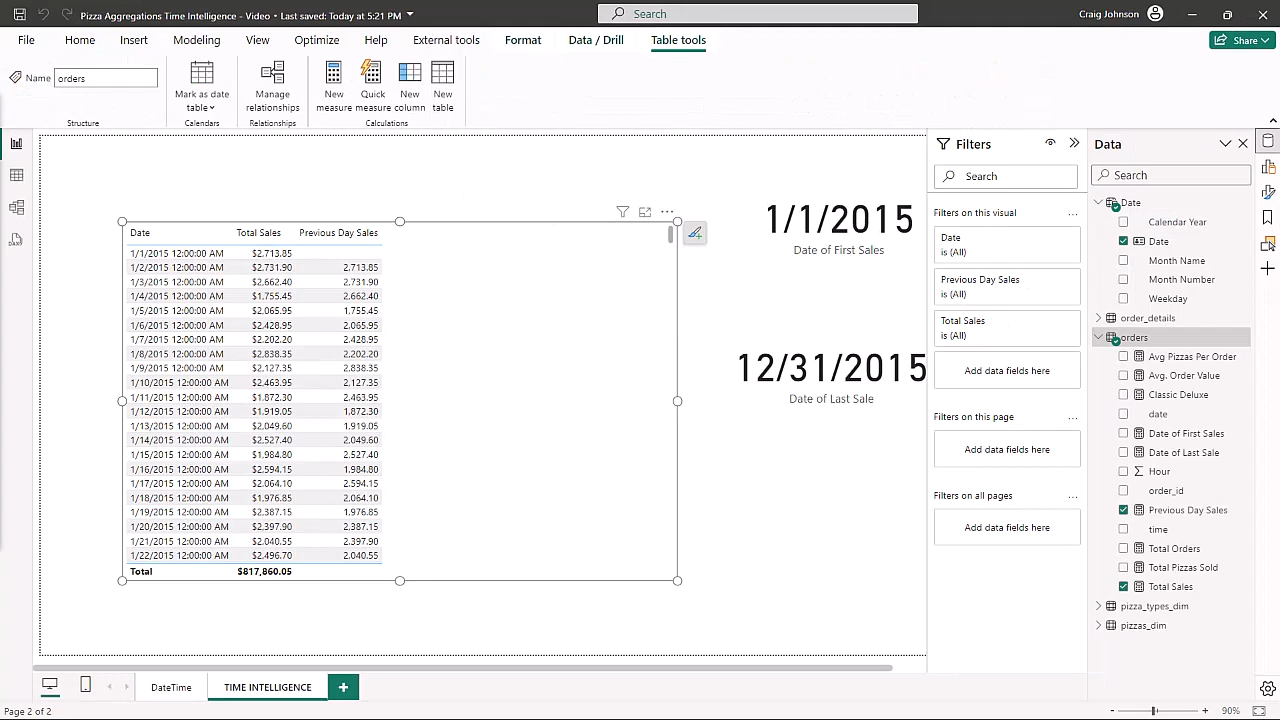 Pizza Aggregations Time Intelligence - Video • Last saved: Today at 5:21 PM
Search
Craig Johnson
File Home Insert Modeling View Optimize Help External tools Format Data / Drill Table tools
Share
Name orders
Mark as date table
Manage relationships
New measure
Quick measure
New column
New table
Structure Calendars Relationships Calculations
Date Total Sales Previous Day Sales
1/1/2015 12:00:00 AM $2,713.85
1/2/2015 12:00:00 AM $2,731.90 2,713.85
1/3/2015 12:00:00 AM $2,662.40 2,731.90
1/4/2015 12:00:00 AM $1,755.45 2,662.40
1/5/2015 12:00:00 AM $2,065.95 1,755.45
1/6/2015 12:00:00 AM $2,428.95 2,065.95
1/7/2015 12:00:00 AM $2,202.20 2,428.95
1/8/2015 12:00:00 AM $2,838.35 2,202.20
1/9/2015 12:00:00 AM $2,127.35 2,838.35
1/10/2015 12:00:00 AM $2,463.95 2,127.35
1/11/2015 12:00:00 AM $1,872.30 2,463.95
1/12/2015 12:00:00 AM $1,919.05 1,872.30
1/13/2015 12:00:00 AM $2,049.60 1,919.05
1/14/2015 12:00:00 AM $2,527.40 2,049.60
1/15/2015 12:00:00 AM $1,984.80 2,527.40
1/16/2015 12:00:00 AM $2,594.15 1,984.80
1/17/2015 12:00:00 AM $2,064.10 2,594.15
1/18/2015 12:00:00 AM $1,976.85 2,064.10
1/19/2015 12:00:00 AM $2,387.15 1,976.85
1/20/2015 12:00:00 AM $2,397.90 2,387.15
1/21/2015 12:00:00 AM $2,040.55 2,397.90
1/22/2015 12:00:00 AM $2,496.70 2,040.55
Total $817,860.05
1/1/2015
Date of First Sales
12/31/2015
Date of Last Sale
Filters
Search
Filters on this visual
Date
is (All)
Previous Day Sales
is (All)
Total Sales
is (All)
Add data fields here
Filters on this page
Add data fields here
Filters on all pages
Add data fields here
Data
Search
Date
Calendar Year
Date
Month Name
Month Number
Weekday
order_details
orders
Avg Pizzas Per Order
Avg. Order Value
Classic Deluxe
date
Date of First Sales
Date of Last Sale
Hour
order_id
Previous Day Sales
time
Total Orders
Total Pizzas Sold
Total Sales
pizza_types_dim
pizzas_dim
DateTime TIME INTELLIGENCE
Page 2 of 2
90%